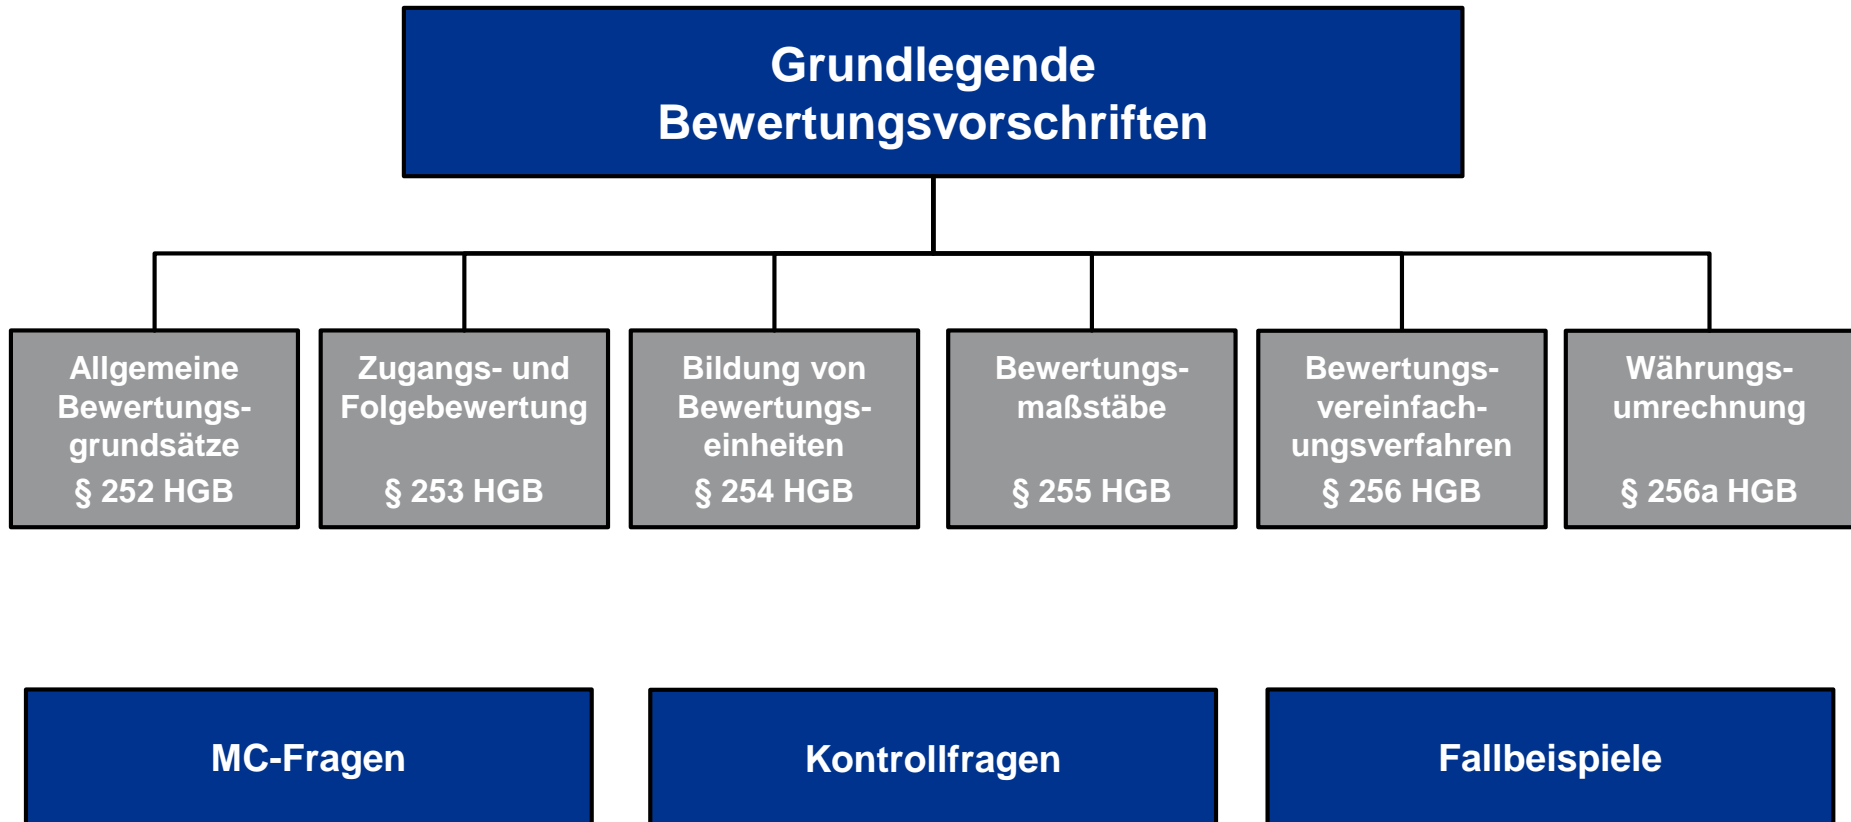 Grundlegende
Bewertungsvorschriften
Allgemeine
Bewertungs-
grundsätze
§ 252 HGB
Zugangs- und
Folgebewertung
§ 253 HGB
Bildung von
Bewertungs-
einheiten
§ 254 HGB
Bewertungs-
maßstäbe
§ 255 HGB
Bewertungs-
vereinfach-
ungsverfahren
§ 256 HGB
Währungs-
umrechnung
§ 256a HGB
MC-Fragen
Kontrollfragen
Fallbeispiele